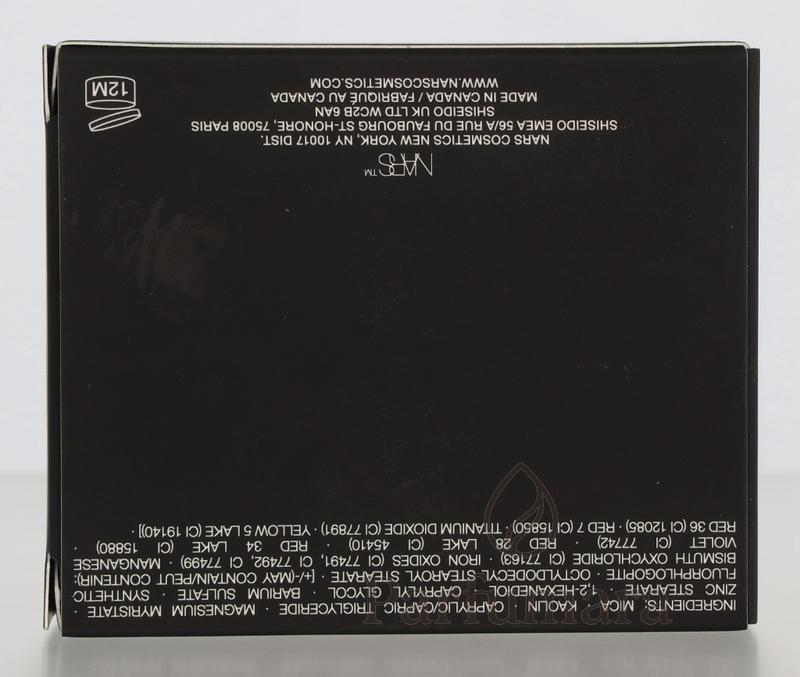 INGREDIENTS: MICA · KAOLIN · CAPRYLIC/CAPRIC TRIGLYCERIDE · MAGNESIUM MYRISTATE ·
ZINC STEARATE · 1,2-HEXANEDIOL · CAPRYLYL GLYCOL · BARIUM SULFATE · SYNTHETIC
FLUORPHLOGOPITE · OCTYLDODECYL STEAROYL STEARATE · [+/- (MAY CONTAIN/PEUT CONTENIR):
BISMUTH OXYCHLORIDE (CI 77163) · IRON OXIDES (CI 77491, CI 77492, CI 77499) · MANGANESE
VIOLET (CI 77742) · RED 28 LAKE (CI 45410) · RED 34 LAKE (CI 15880) ·
RED 36 (CI 12085) · RED 7 (CI 15850) · TITANIUM DIOXIDE (CI 77891) · YELLOW 5 LAKE (CI 19140)] ·
NARS™
NARS COSMETICS NEW YORK, NY 10017 DIST.
SHISEIDO EMEA 56/A RUE DU FAUBOURG ST-HONORE, 75008 PARIS
SHISEIDO UK LTD WC2B 6AN
MADE IN CANADA / FABRIQUÉ AU CANADA
WWW.NARSCOSMETICS.COM
12M
Parfumara